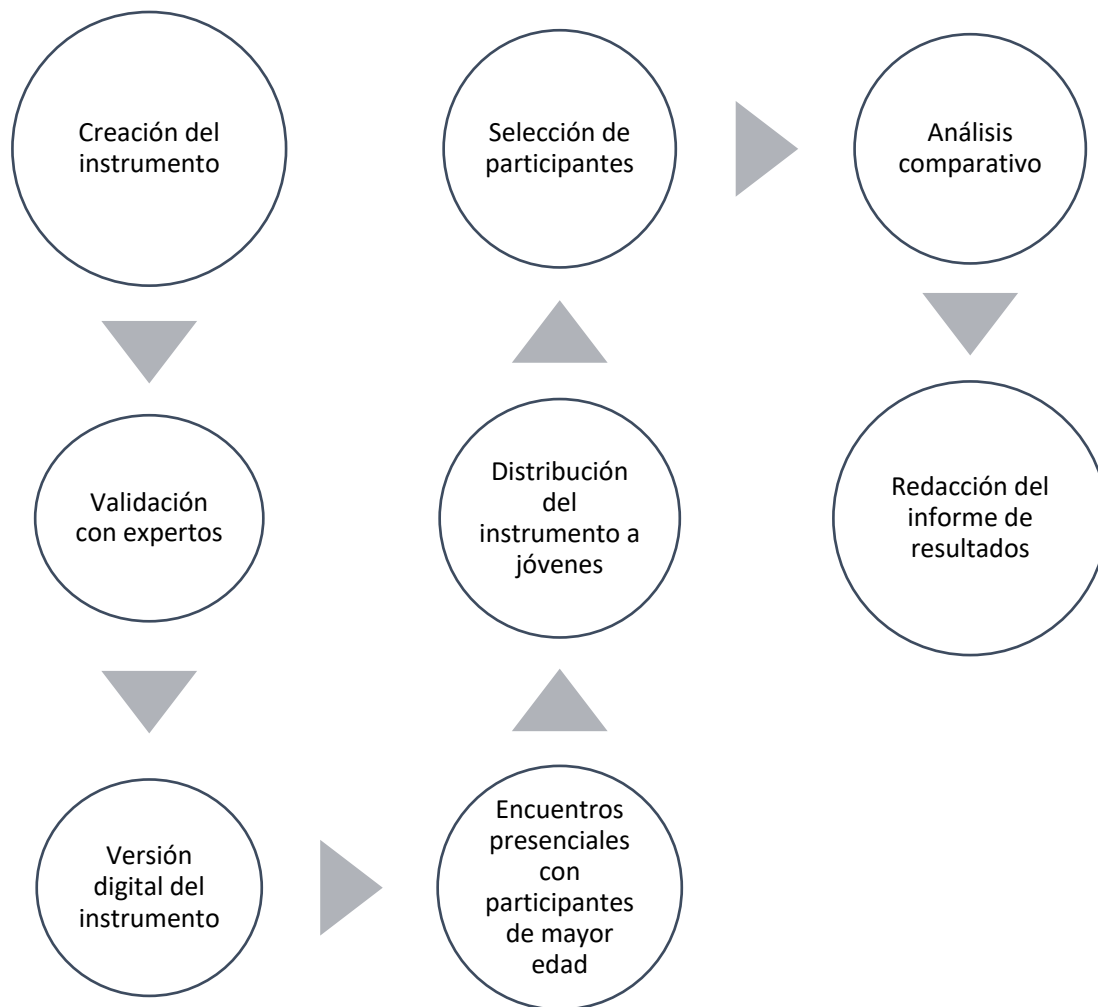 Creación del
instrumento
Validación
con expertos
Versión
digital del
instrumento
Encuentros
presenciales
con
participantes
de mayor
edad
Distribución
del
instrumento a
jóvenes
Selección de
participantes
Análisis
comparativo
Redacción del
informe de
resultados